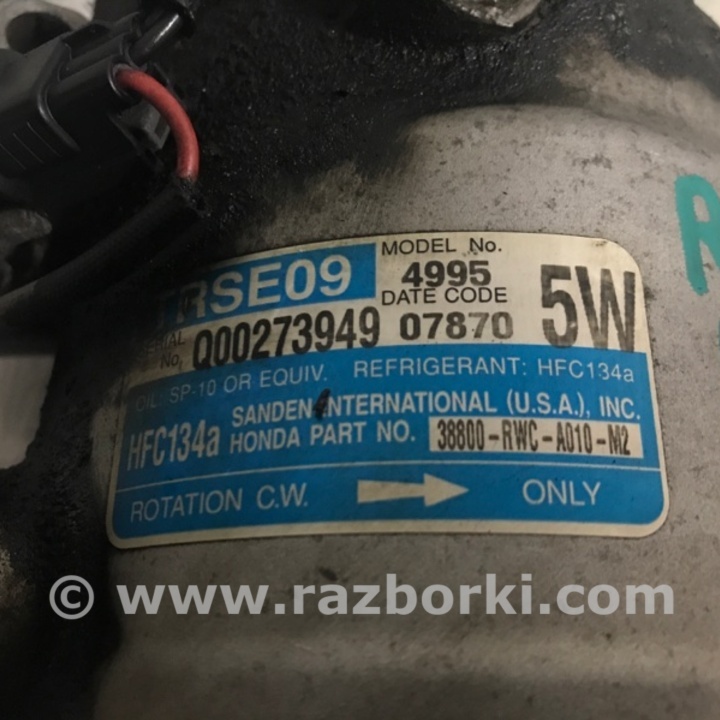 RSE09
MODEL No.
4995
DATE CODE
5W
SERIAL No. Q00273949 07870
OIL: SP-10 OR EQUIV. REFRIGERANT: HFC134a
HFC134a
SANDEN INTERNATIONAL (U.S.A.), INC.
HONDA PART NO. 38800-RWC-A010-M2
ROTATION C.W. ONLY
R
© www.razborki.com